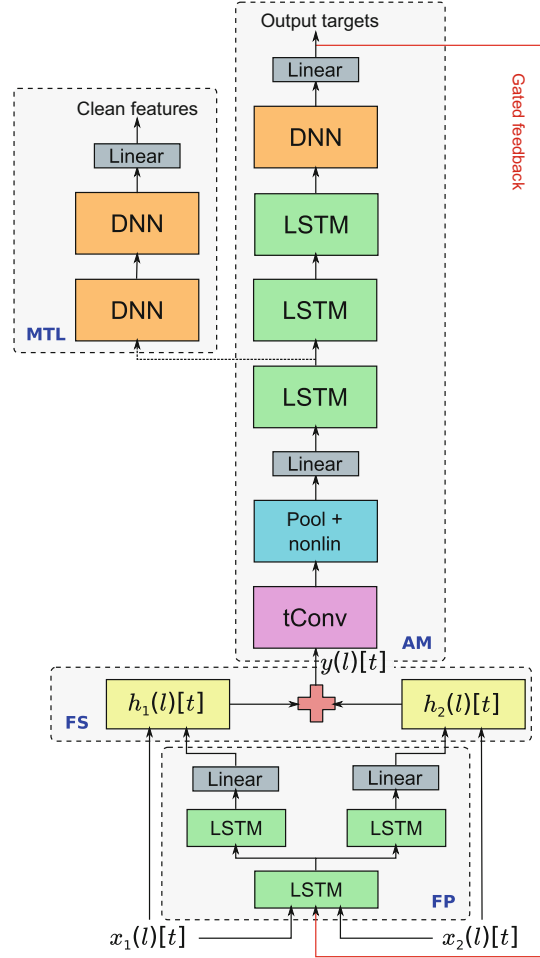 Output targets
Linear
Gated feedback
DNN
Clean features
Linear
LSTM
DNN
LSTM
DNN
MTL
LSTM
Linear
Pool +
nonlin
tConv
AM
y(l)[t]
h₁(l)[t]
h₂(l)[t]
FS
Linear
Linear
LSTM
LSTM
LSTM
FP
x₁(l)[t]
x₂(l)[t]